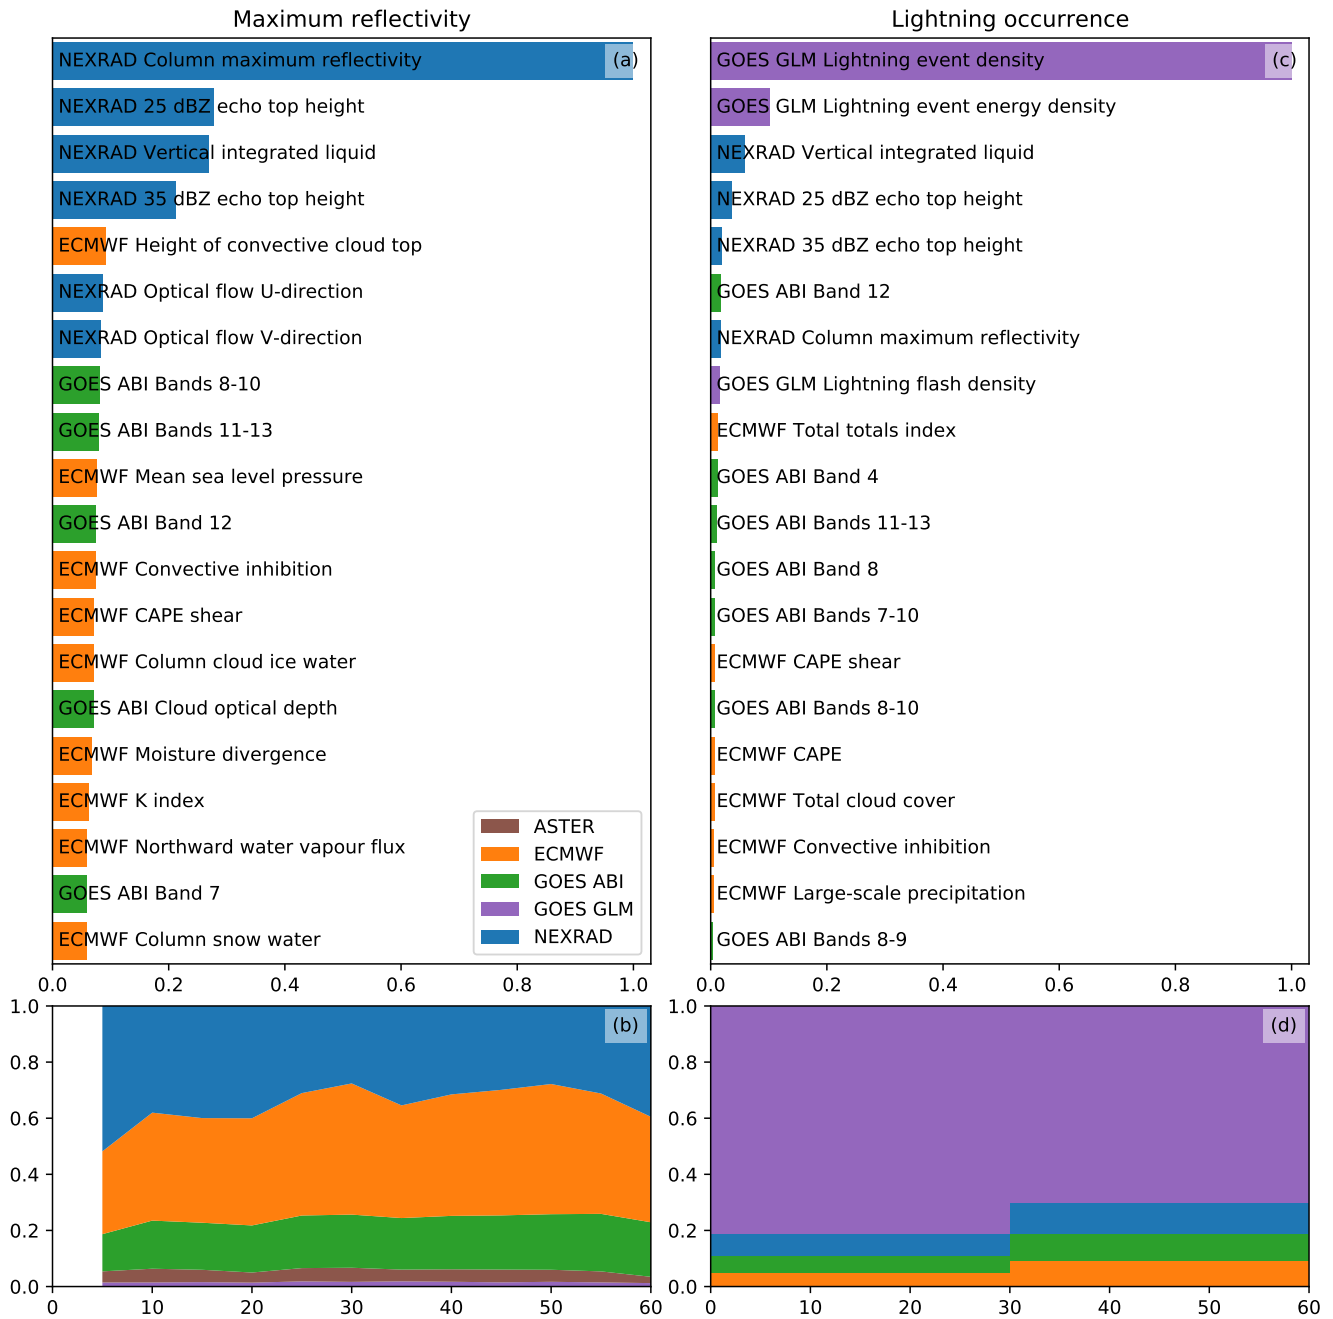 Maximum reflectivity
NEXRAD Column maximum reflectivity
(a)
NEXRAD 25 dBZ echo top height
NEXRAD Vertical integrated liquid
NEXRAD 35 dBZ echo top height
ECMWF Height of convective cloud top
NEXRAD Optical flow U-direction
NEXRAD Optical flow V-direction
GOES ABI Bands 8-10
GOES ABI Bands 11-13
ECMWF Mean sea level pressure
GOES ABI Band 12
ECMWF Convective inhibition
ECMWF CAPE shear
ECMWF Column cloud ice water
GOES ABI Cloud optical depth
ECMWF Moisture divergence
ECMWF K index
ECMWF Northward water vapour flux
GOES ABI Band 7
ECMWF Column snow water
ASTER
ECMWF
GOES ABI
GOES GLM
NEXRAD
0.0 0.2 0.4 0.6 0.8 1.0
Lightning occurrence
GOES GLM Lightning event density
(c)
GOES GLM Lightning event energy density
NEXRAD Vertical integrated liquid
NEXRAD 25 dBZ echo top height
NEXRAD 35 dBZ echo top height
GOES ABI Band 12
NEXRAD Column maximum reflectivity
GOES GLM Lightning flash density
ECMWF Total totals index
GOES ABI Band 4
GOES ABI Bands 11-13
GOES ABI Band 8
GOES ABI Bands 7-10
ECMWF CAPE shear
GOES ABI Bands 8-10
ECMWF CAPE
ECMWF Total cloud cover
ECMWF Convective inhibition
ECMWF Large-scale precipitation
GOES ABI Bands 8-9
0.0 0.2 0.4 0.6 0.8 1.0
1.0
0.8
0.6
0.4
0.2
0.0
(b)
0 10 20 30 40 50 60
1.0
0.8
0.6
0.4
0.2
0.0
(d)
0 10 20 30 40 50 60